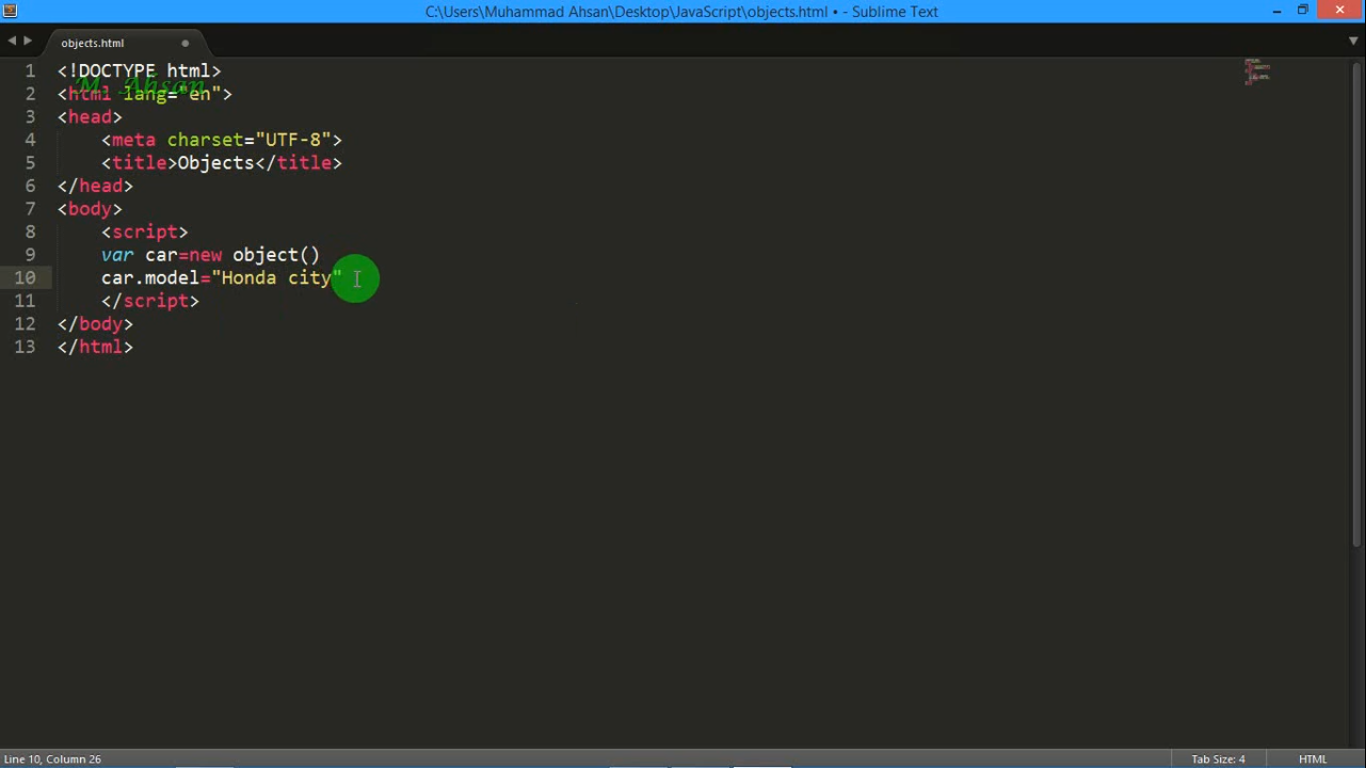 C:\Users\Muhammad Ahsan\Desktop\JavaScript\objects.html • - Sublime Text
objects.html
M. Ahsan
1 <!DOCTYPE html>
2 <html lang="en">
3 <head>
4 <meta charset="UTF-8">
5 <title>Objects</title>
6 </head>
7 <body>
8 <script>
9 var car=new object()
10 car.model="Honda city"
11 </script>
12 </body>
13 </html>
Line 10, Column 26 Tab Size: 4 HTML